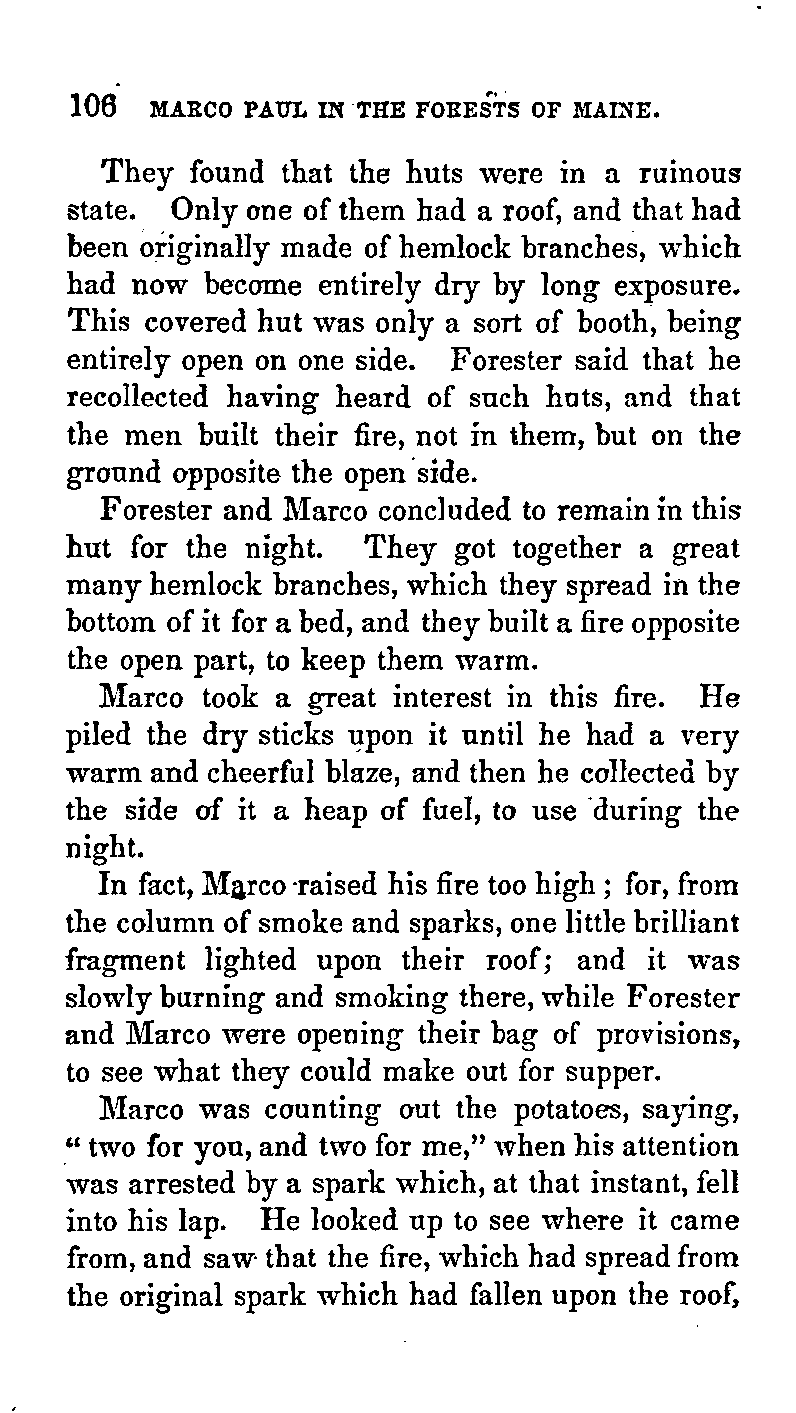 106 MARCO PAUL IN THE FORESTS OF MAINE.
They found that the huts were in a ruinous
state. Only one of them had a roof, and that had
been originally made of hemlock branches, which
had now become entirely dry by long exposure.
This covered hut was only a sort of booth, being
entirely open on one side. Forester said that he
recollected having heard of such huts, and that
the men built their fire, not in them, but on the
ground opposite the open side.
Forester and Marco concluded to remain in this
hut for the night. They got together a great
many hemlock branches, which they spread in the
bottom of it for a bed, and they built a fire opposite
the open part, to keep them warm.
Marco took a great interest in this fire. He
piled the dry sticks upon it until he had a very
warm and cheerful blaze, and then he collected by
the side of it a heap of fuel, to use during the
night.
In fact, Marco raised his fire too high; for, from
the column of smoke and sparks, one little brilliant
fragment lighted upon their roof; and it was
slowly burning and smoking there, while Forester
and Marco were opening their bag of provisions,
to see what they could make out for supper.
Marco was counting out the potatoes, saying,
“two for you, and two for me,” when his attention
was arrested by a spark which, at that instant, fell
into his lap. He looked up to see where it came
from, and saw that the fire, which had spread from
the original spark which had fallen upon the roof,